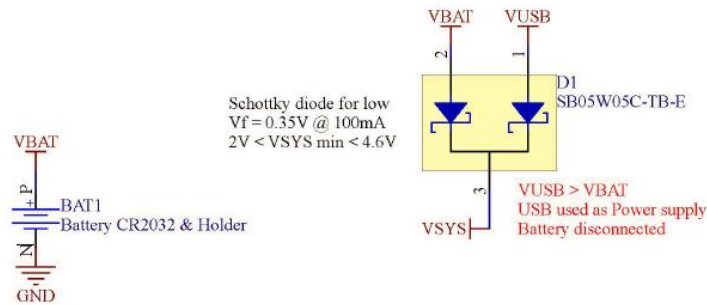 VBAT
VUSB
2
1
D1
SB05W05C-TB-E
Schottky diode for low
Vf = 0.35V @ 100mA
2V < VSYS min < 4.6V
VBAT
P
+
BAT1
Battery CR2032 & Holder
N
GND
3
VSYS
VUSB > VBAT
USB used as Power supply
Battery disconnected